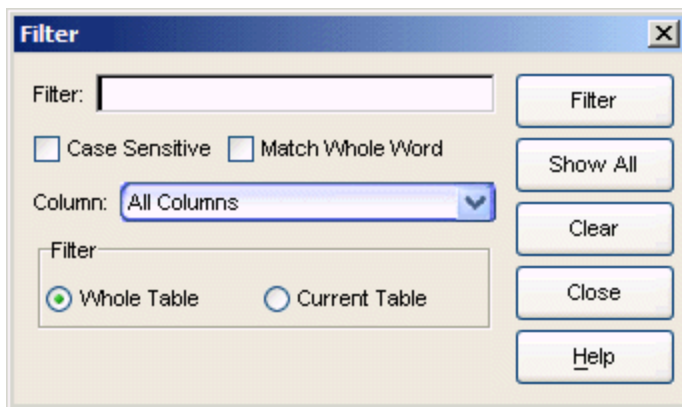 Filter
Filter:
Filter
Case Sensitive
Match Whole Word
Show All
Column: All Columns
Clear
Filter
Whole Table
Current Table
Close
Help